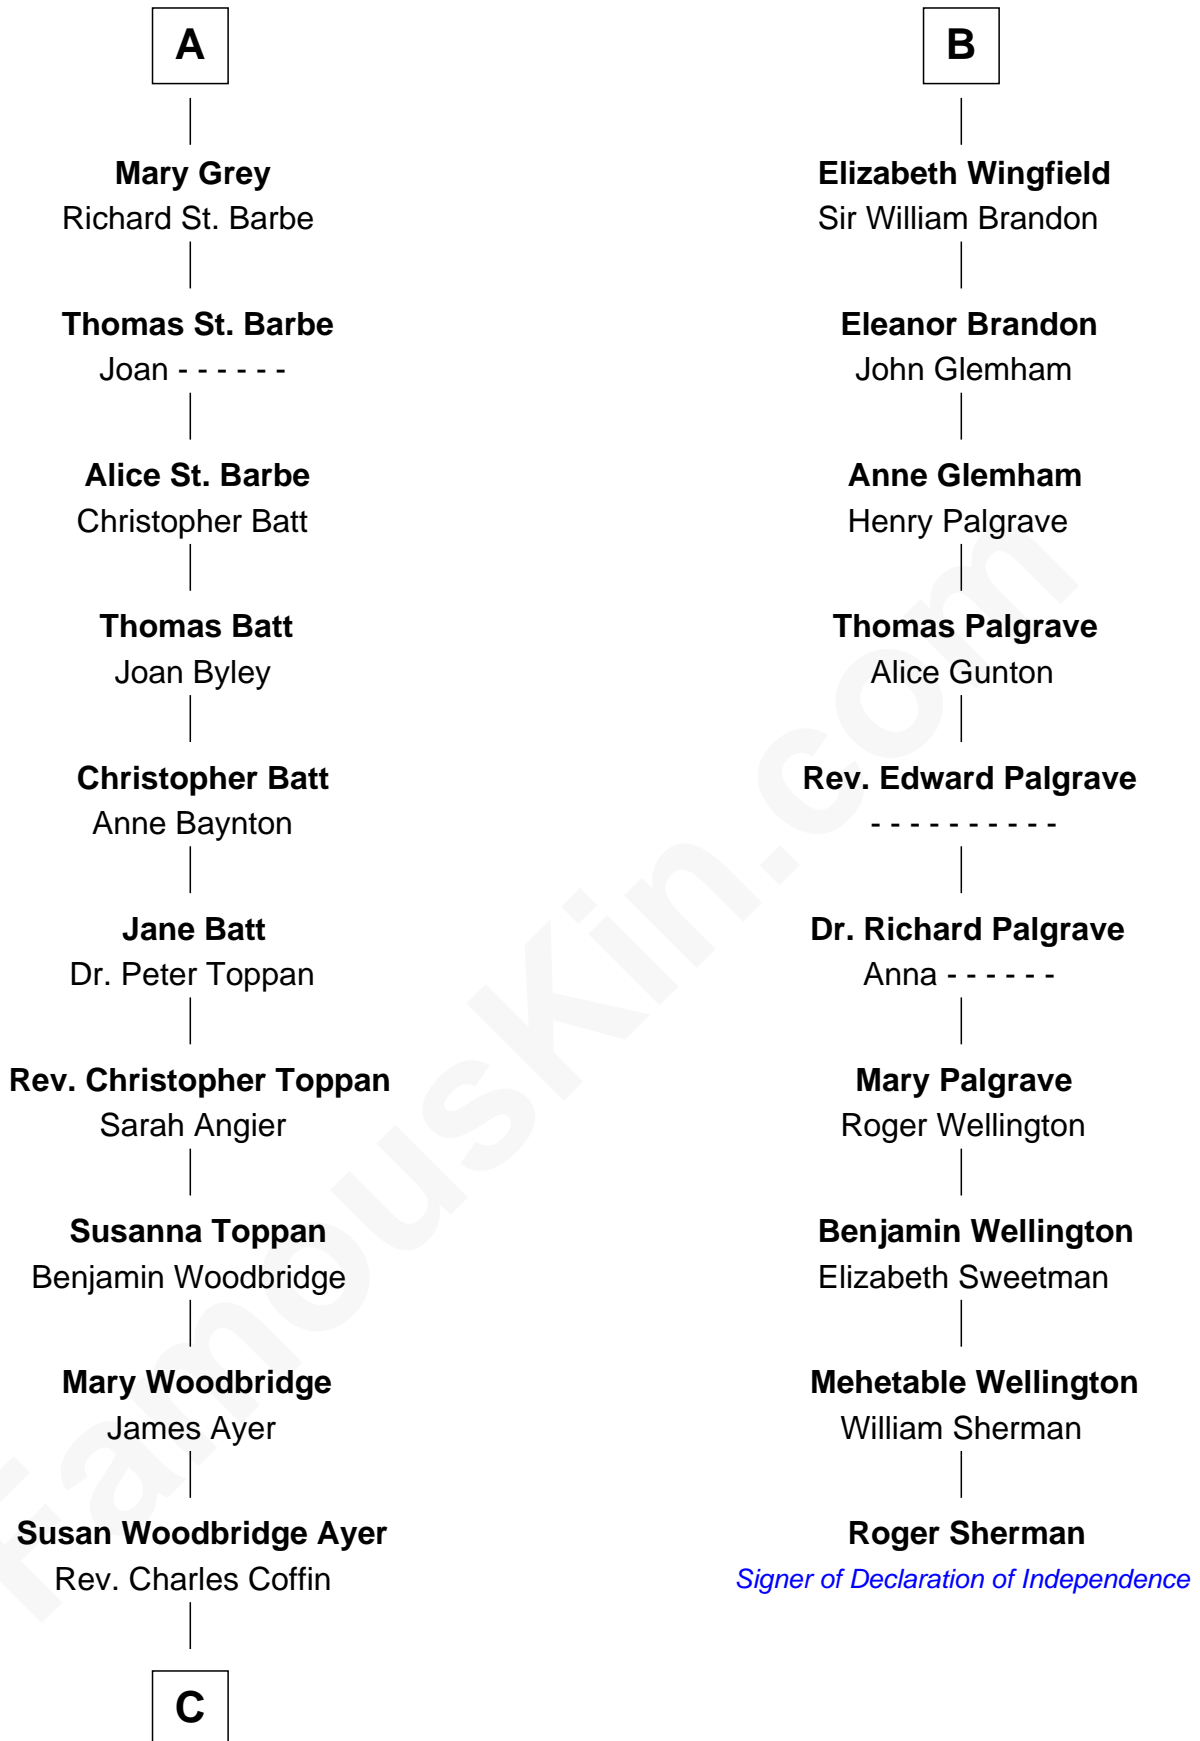 A
Mary Grey
Richard St. Barbe
Thomas St. Barbe
Joan - - - - - -
Alice St. Barbe
Christopher Batt
Thomas Batt
Joan Byley
Christopher Batt
Anne Baynton
Jane Batt
Dr. Peter Toppan
Rev. Christopher Toppan
Sarah Angier
Susanna Toppan
Benjamin Woodbridge
Mary Woodbridge
James Ayer
Susan Woodbridge Ayer
Rev. Charles Coffin
C
B
Elizabeth Wingfield
Sir William Brandon
Eleanor Brandon
John Glemham
Anne Glemham
Henry Palgrave
Thomas Palgrave
Alice Gunton
Rev. Edward Palgrave
- - - - - - - - - -
Dr. Richard Palgrave
Anna - - - - - -
Mary Palgrave
Roger Wellington
Benjamin Wellington
Elizabeth Sweetman
Mehetable Wellington
William Sherman
Roger Sherman
Signer of Declaration of Independence
FamousKin.com